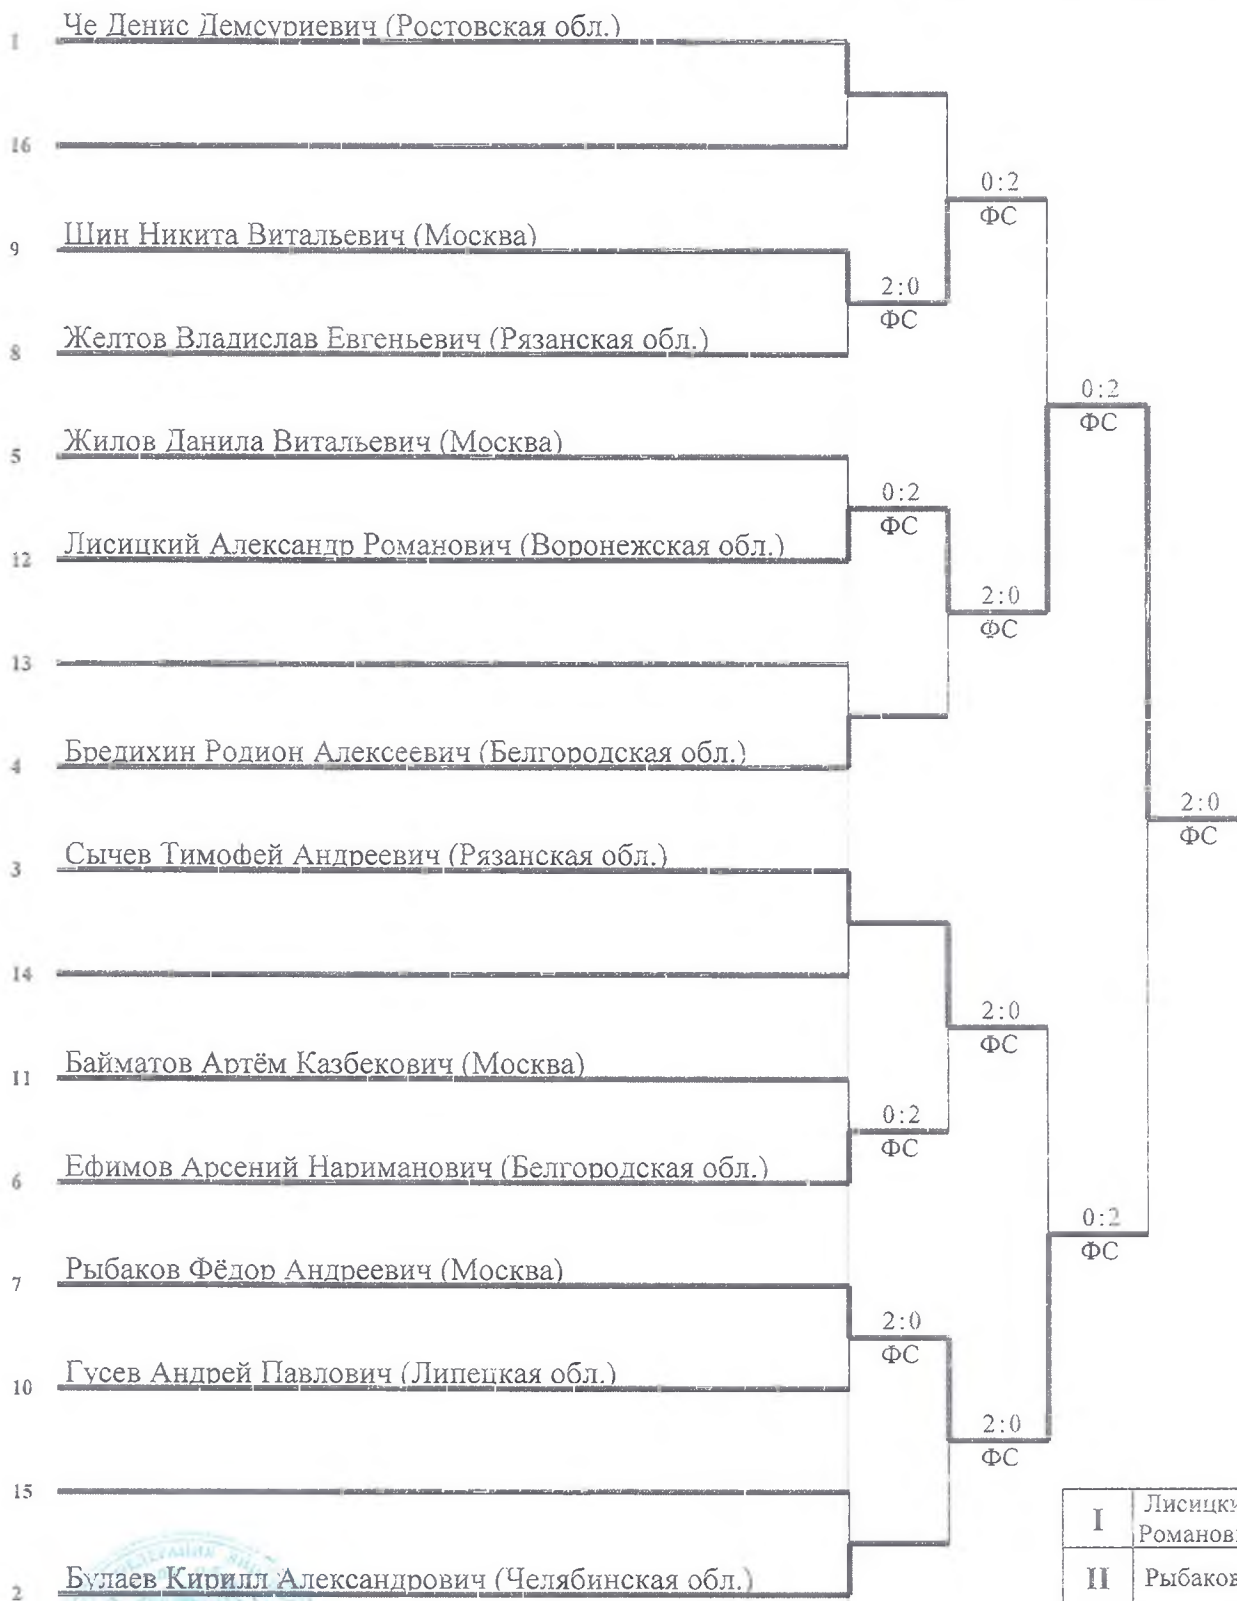 Че Денис Демсуриевич (Ростовская обл.)
1
16
0:2
ФС
Шин Никита Витальевич (Москва)
9
2:0
ФС
Желтов Владислав Евгеньевич (Рязанская обл.)
8
0:2
ФС
Жилов Данила Витальевич (Москва)
5
0:2
ФС
Лисицкий Александр Романович (Воронежская обл.)
12
2:0
ФС
13
Бредихин Родион Алексеевич (Белгородская обл.)
4
2:0
ФС
Сычев Тимофей Андреевич (Рязанская обл.)
3
14
2:0
ФС
Байматов Артём Казбекович (Москва)
11
0:2
ФС
Ефимов Арсений Нариманович (Белгородская обл.)
6
0:2
ФС
Рыбаков Фёдор Андреевич (Москва)
7
2:0
ФС
Гусев Андрей Павлович (Липецкая обл.)
10
2:0
ФС
15
I Лисицки
Романов
Булаев Кирилл Александрович (Челябинская обл.)
2
II Рыбаков